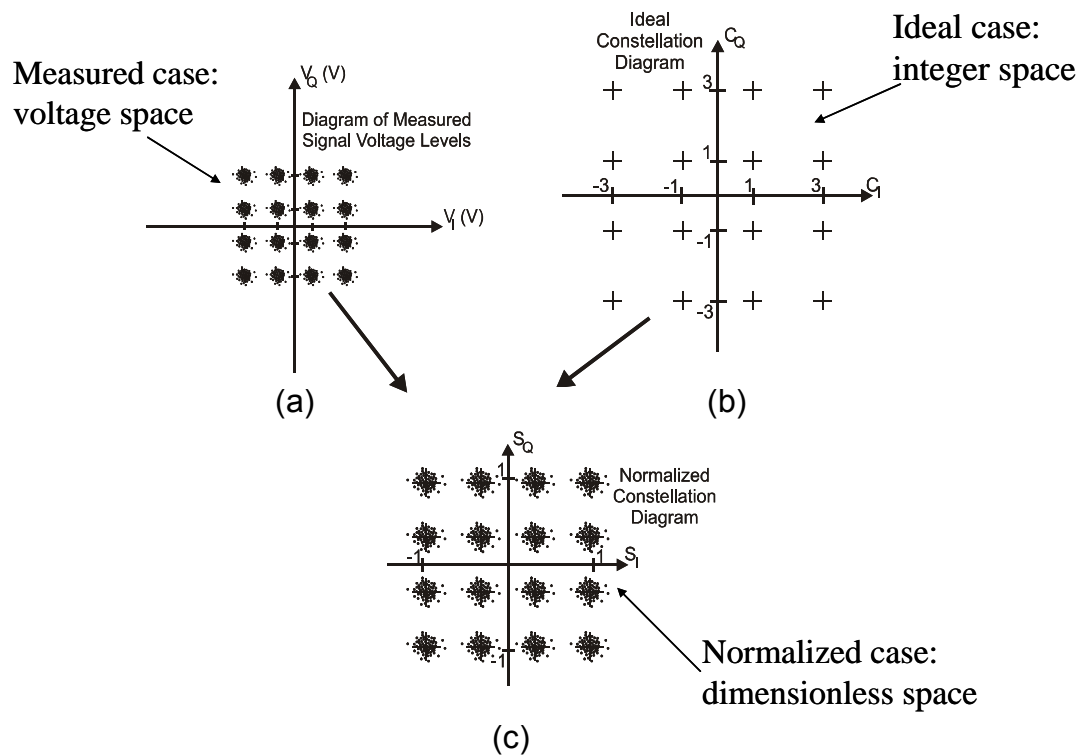 Measured case:
voltage space
V_Q (V)
Diagram of Measured
Signal Voltage Levels
V_I (V)
(a)
Ideal
Constellation
Diagram
C_Q
Ideal case:
integer space
3
1
-3
-1
1
3
C_I
-1
-3
(b)
S_Q
1
Normalized
Constellation
Diagram
-1
1
S_I
-1
Normalized case:
dimensionless space
(c)